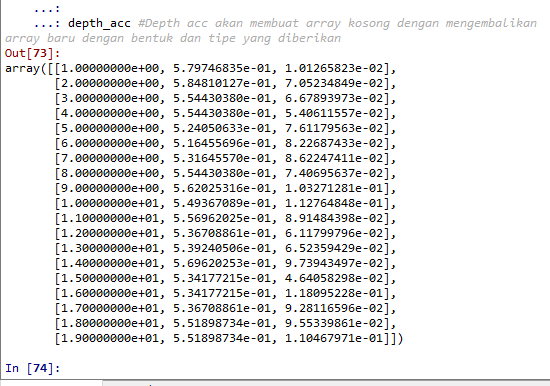 ...:
...: depth_acc #Depth acc akan membuat array kosong dengan mengembalikan
array baru dengan bentuk dan tipe yang diberikan
Out[73]:
array([[1.00000000e+00, 5.79746835e-01, 1.01265823e-02],
[2.00000000e+00, 5.84810127e-01, 7.05234849e-02],
[3.00000000e+00, 5.54430380e-01, 6.67893973e-02],
[4.00000000e+00, 5.54430380e-01, 5.40611557e-02],
[5.00000000e+00, 5.24050633e-01, 7.61179563e-02],
[6.00000000e+00, 5.16455696e-01, 8.22687433e-02],
[7.00000000e+00, 5.31645570e-01, 8.62247411e-02],
[8.00000000e+00, 5.54430380e-01, 7.40695637e-02],
[9.00000000e+00, 5.62025316e-01, 1.03271281e-01],
[1.00000000e+01, 5.49367089e-01, 1.12764848e-01],
[1.10000000e+01, 5.56962025e-01, 8.91484398e-02],
[1.20000000e+01, 5.36708861e-01, 6.11799796e-02],
[1.30000000e+01, 5.39240506e-01, 6.52359429e-02],
[1.40000000e+01, 5.69620253e-01, 9.73943497e-02],
[1.50000000e+01, 5.34177215e-01, 4.64058298e-02],
[1.60000000e+01, 5.34177215e-01, 1.18095228e-01],
[1.70000000e+01, 5.36708861e-01, 9.28116596e-02],
[1.80000000e+01, 5.51898734e-01, 9.55339861e-02],
[1.90000000e+01, 5.51898734e-01, 1.10467971e-01]])
In [74]: